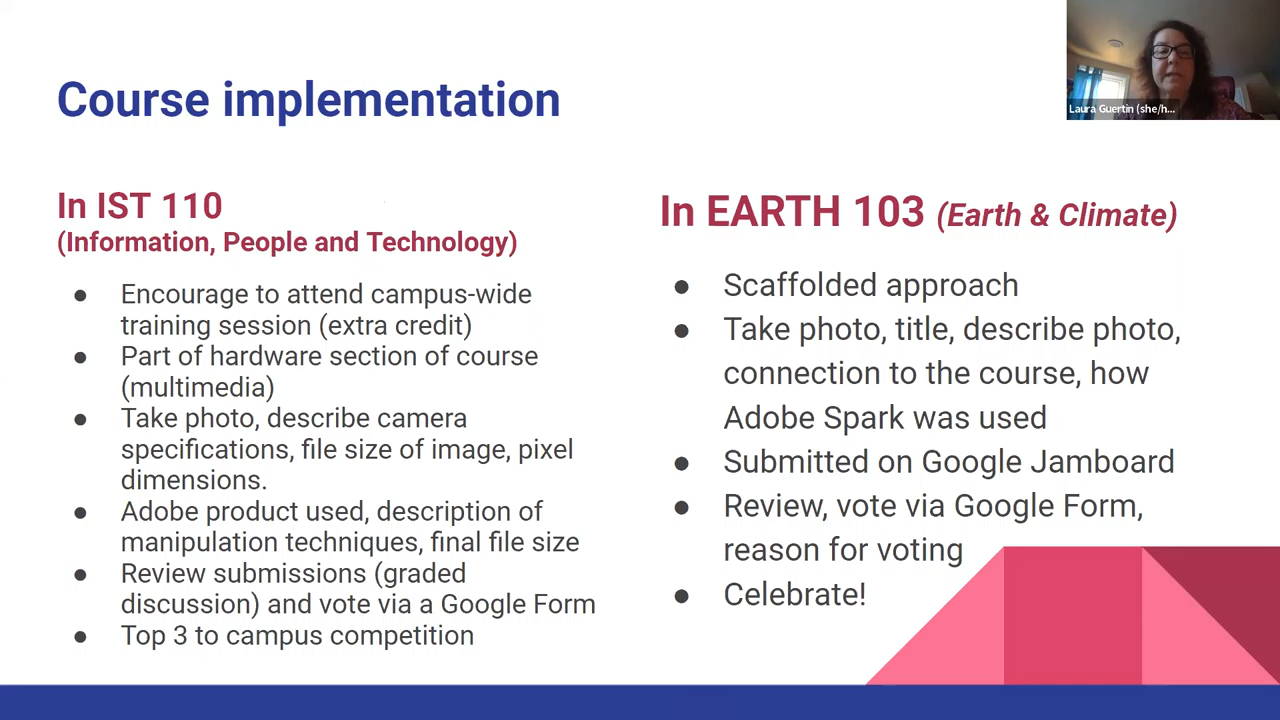 Course implementation
Laura Guertin (she/h...
In IST 110
(Information, People and Technology)
● Encourage to attend campus-wide
training session (extra credit)
● Part of hardware section of course
(multimedia)
● Take photo, describe camera
specifications, file size of image, pixel
dimensions.
● Adobe product used, description of
manipulation techniques, final file size
● Review submissions (graded
discussion) and vote via a Google Form
● Top 3 to campus competition
In EARTH 103 (Earth & Climate)
● Scaffolded approach
● Take photo, title, describe photo,
connection to the course, how
Adobe Spark was used
● Submitted on Google Jamboard
● Review, vote via Google Form,
reason for voting
● Celebrate!